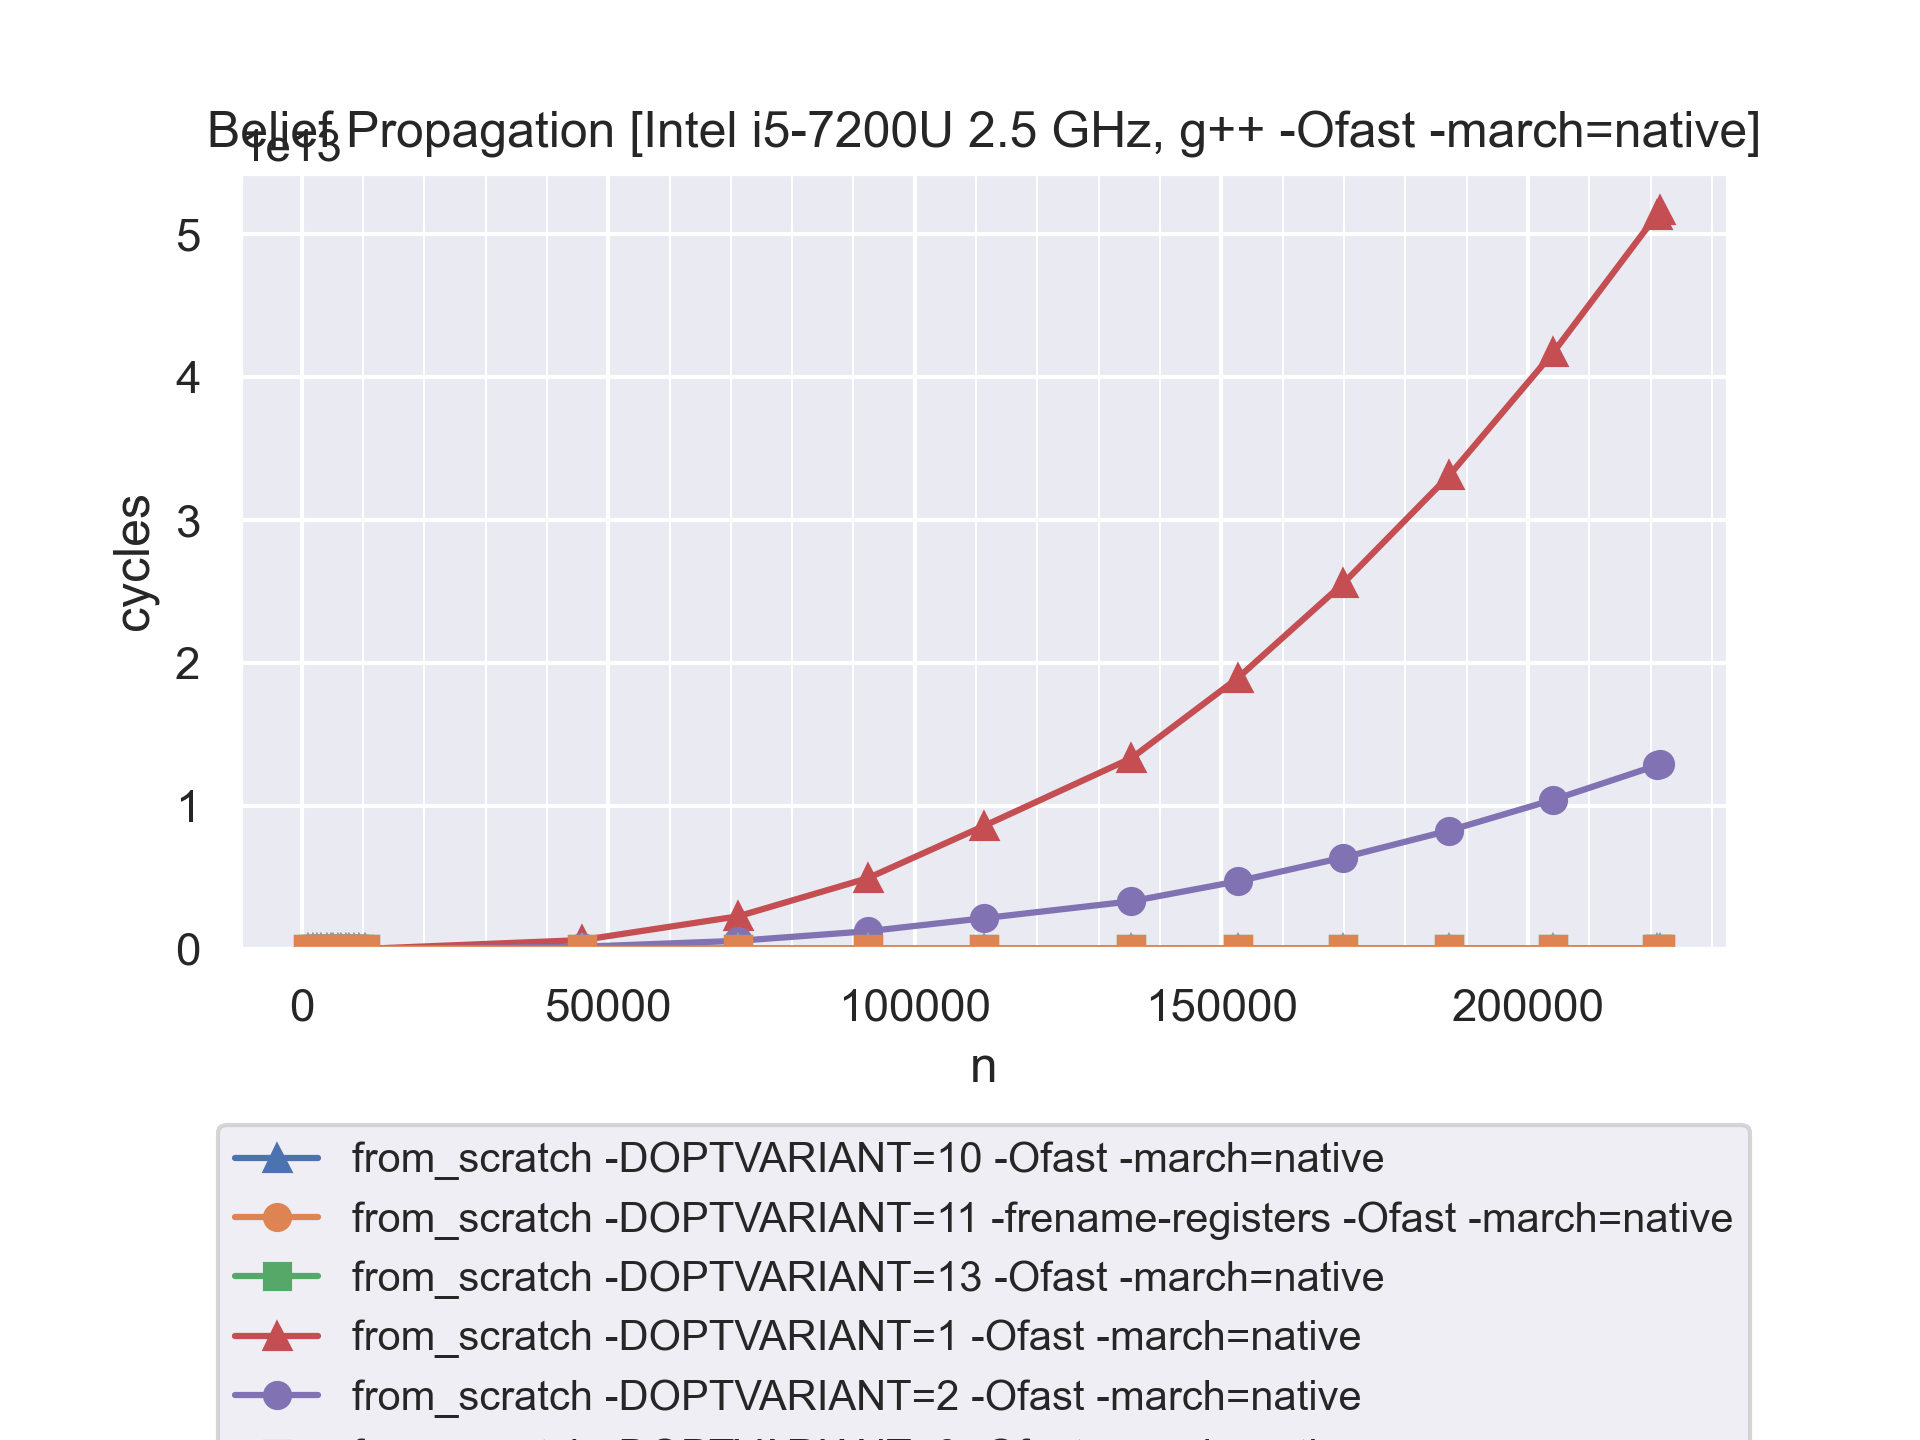 Belief Propagation [Intel i5-7200U 2.5 GHz, g++ -Ofast -march=native]
1e13
5
4
3
2
1
0
cycles
0 50000 100000 150000 200000
n
from_scratch -DOPTVARIANT=10 -Ofast -march=native
from_scratch -DOPTVARIANT=11 -frename-registers -Ofast -march=native
from_scratch -DOPTVARIANT=13 -Ofast -march=native
from_scratch -DOPTVARIANT=1 -Ofast -march=native
from_scratch -DOPTVARIANT=2 -Ofast -march=native